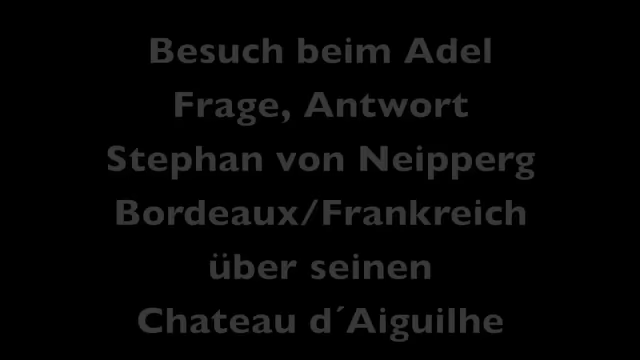 Besuch beim Adel
Frage, Antwort
Stephan von Neipperg
Bordeaux/Frankreich
über seinen
Chateau d´Aiguilhe